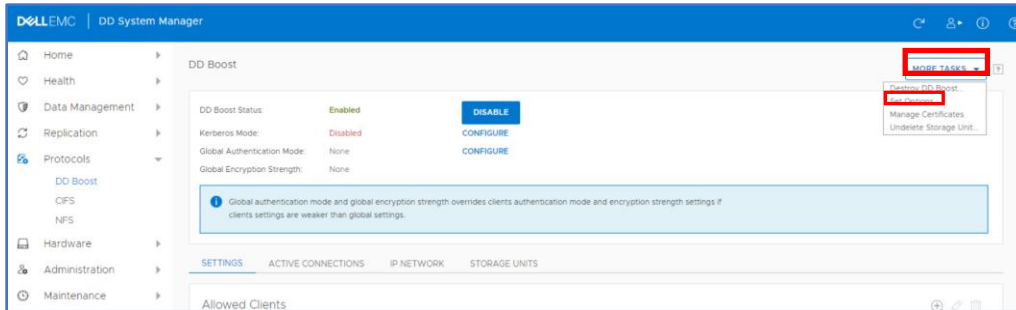 DELLEMC | DD System Manager
Home
Health
Data Management
Replication
Protocols
DD Boost
CIFS
NFS
Hardware
Administration
Maintenance
DD Boost
MORE TASKS
Destroy DD Boost...
Set Options...
Manage Certificates
Undelete Storage Unit...
DD Boost Status: Enabled DISABLE
Kerberos Mode: Disabled CONFIGURE
Global Authentication Mode: None CONFIGURE
Global Encryption Strength: None
Global authentication mode and global encryption strength overrides clients authentication mode and encryption strength settings if
clients settings are weaker than global settings.
SETTINGS ACTIVE CONNECTIONS IP NETWORK STORAGE UNITS
Allowed Clients